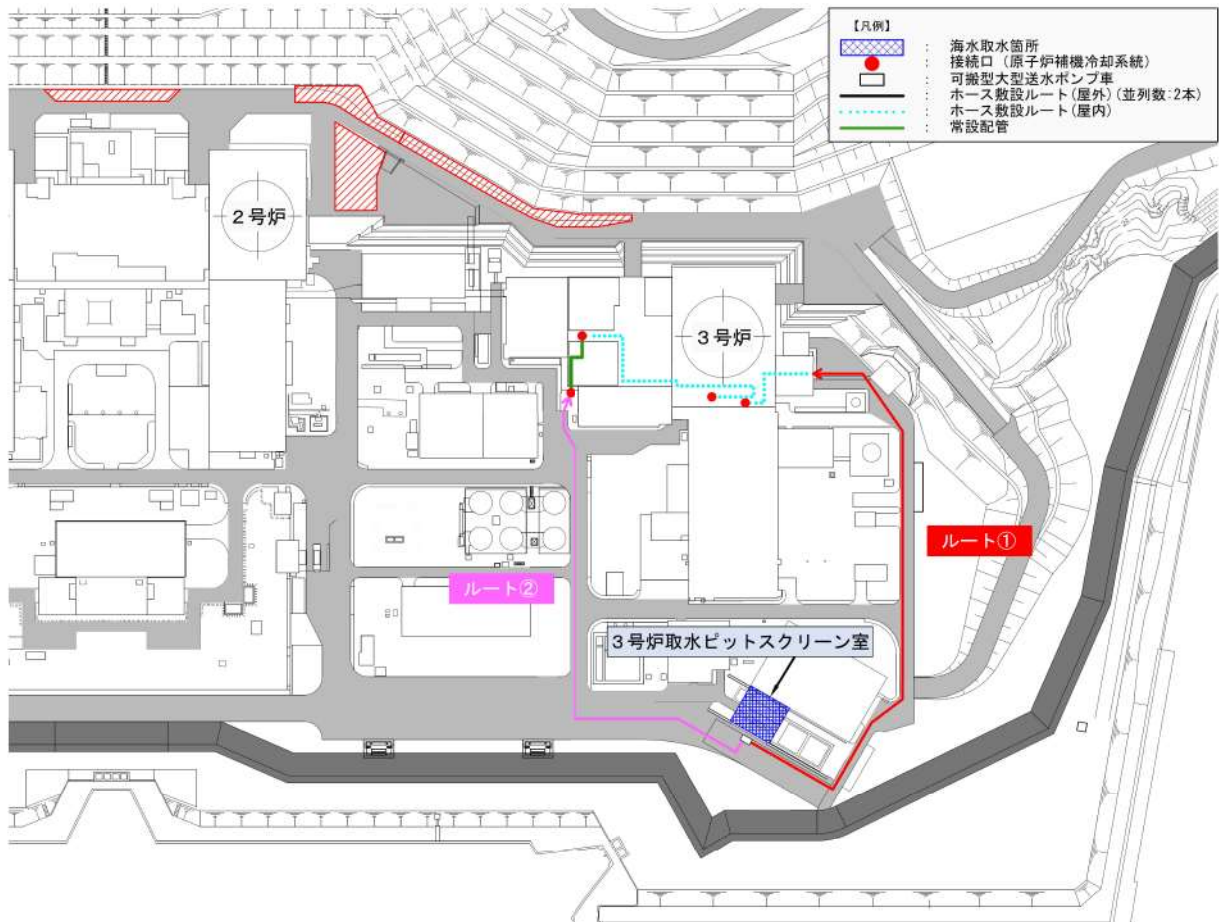 【凡例】
： 海水取水箇所
： 接続口（原子炉補機冷却系統）
： 可搬型大型送水ポンプ車
： ホース敷設ルート(屋外)(並列数:2本)
： ホース敷設ルート(屋内)
： 常設配管
２号炉
３号炉
ルート①
ルート②
３号炉取水ピットスクリーン室